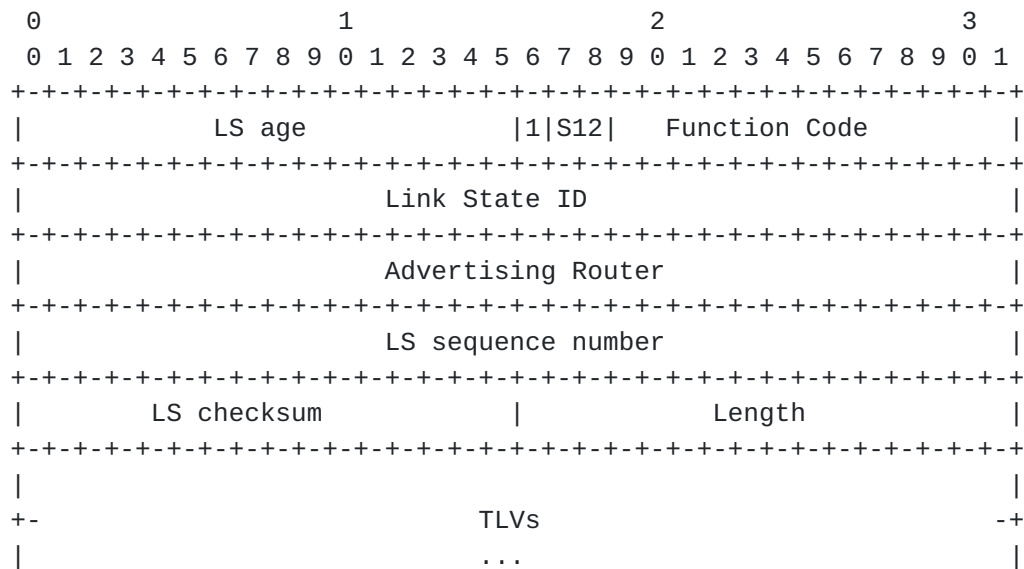 0                   1                   2                   3
 0 1 2 3 4 5 6 7 8 9 0 1 2 3 4 5 6 7 8 9 0 1 2 3 4 5 6 7 8 9 0 1
+-+-+-+-+-+-+-+-+-+-+-+-+-+-+-+-+-+-+-+-+-+-+-+-+-+-+-+-+-+-+-+-+
|            LS age             |1|S12|   Function Code         |
+-+-+-+-+-+-+-+-+-+-+-+-+-+-+-+-+-+-+-+-+-+-+-+-+-+-+-+-+-+-+-+-+
|                       Link State ID                           |
+-+-+-+-+-+-+-+-+-+-+-+-+-+-+-+-+-+-+-+-+-+-+-+-+-+-+-+-+-+-+-+-+
|                       Advertising Router                      |
+-+-+-+-+-+-+-+-+-+-+-+-+-+-+-+-+-+-+-+-+-+-+-+-+-+-+-+-+-+-+-+-+
|                       LS sequence number                      |
+-+-+-+-+-+-+-+-+-+-+-+-+-+-+-+-+-+-+-+-+-+-+-+-+-+-+-+-+-+-+-+-+
|        LS checksum            |            Length             |
+-+-+-+-+-+-+-+-+-+-+-+-+-+-+-+-+-+-+-+-+-+-+-+-+-+-+-+-+-+-+-+-+
|                                                               |
+-                            TLVs                             -+
|                             ...                               |